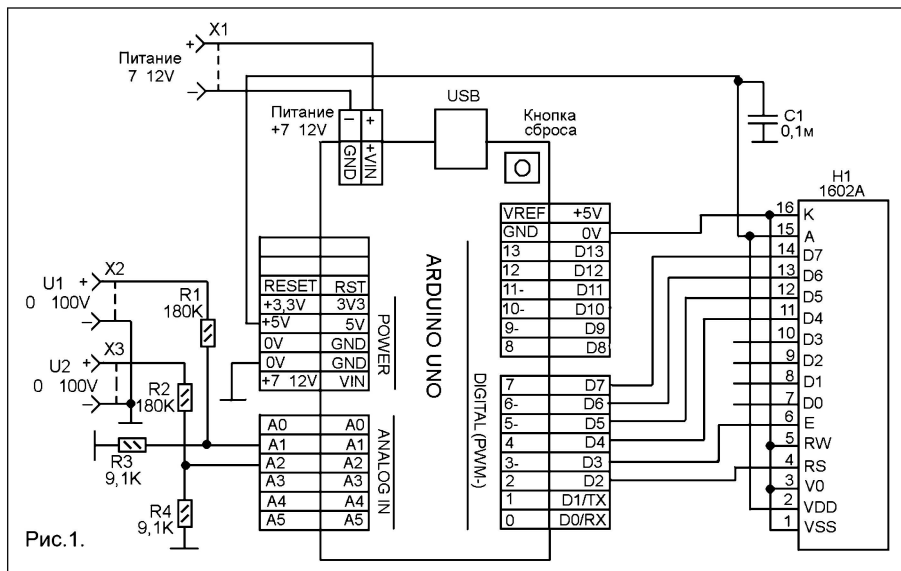 X1
+
Питание
7 12V
–
Питание
+7 12V
–
+
GND
+VIN
USB
Кнопка
сброса
C1
0,1м
H1
1602A
ARDUINO UNO
VREF +5V
GND 0V
13 D13
12 D12
11- D11
10- D10
9- D9
8 D8
7 D7
6- D6
5- D5
4 D4
3- D3
2 D2
1 D1/TX
0 D0/RX
DIGITAL (PWM-)
RESET RST
+3,3V 3V3
+5V 5V
0V GND
0V GND
+7 12V VIN
POWER
A0 A0
A1 A1
A2 A2
A3 A3
A4 A4
A5 A5
ANALOG IN
X2
U1 +
0 100V
–
X3
U2 +
0 100V
–
R1
180K
R2
180K
R3
9,1K
R4
9,1K
16 K
15 A
14 D7
13 D6
12 D5
11 D4
10 D3
9 D2
8 D1
7 D0
6 E
5 RW
4 RS
3 V0
2 VDD
1 VSS
Рис.1.